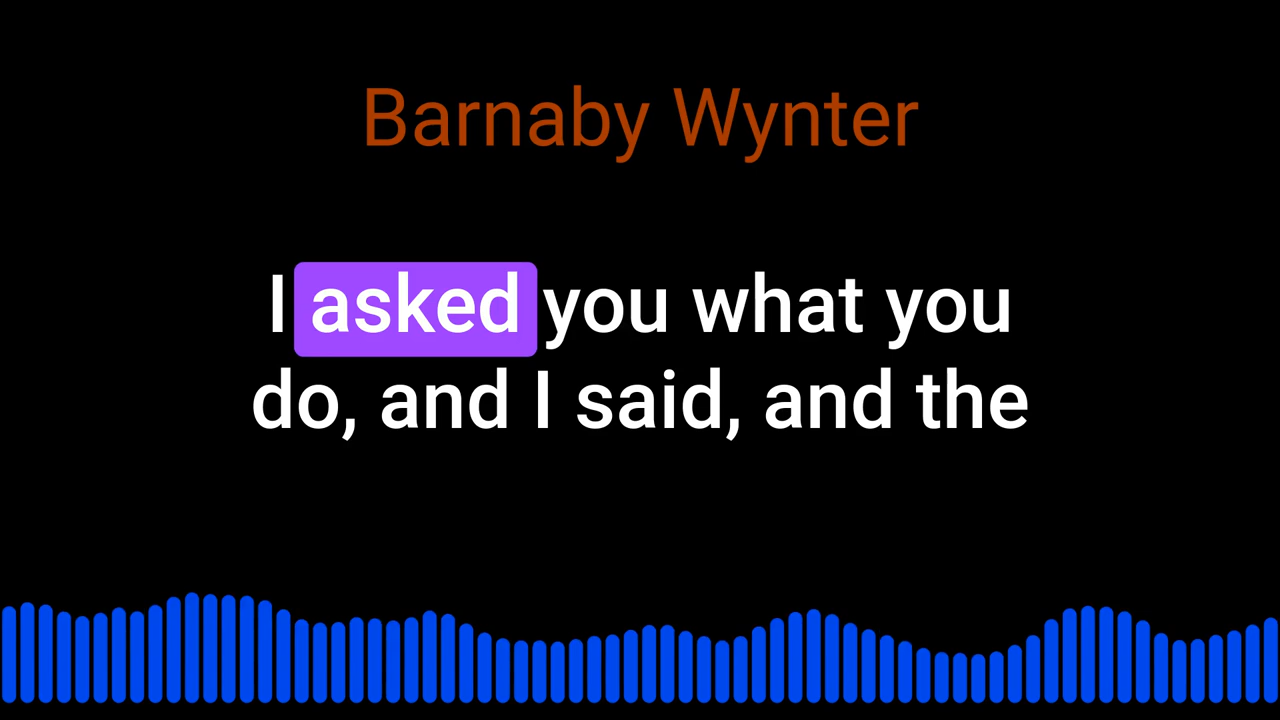 Barnaby Wynter
I asked you what you
do, and I said, and the